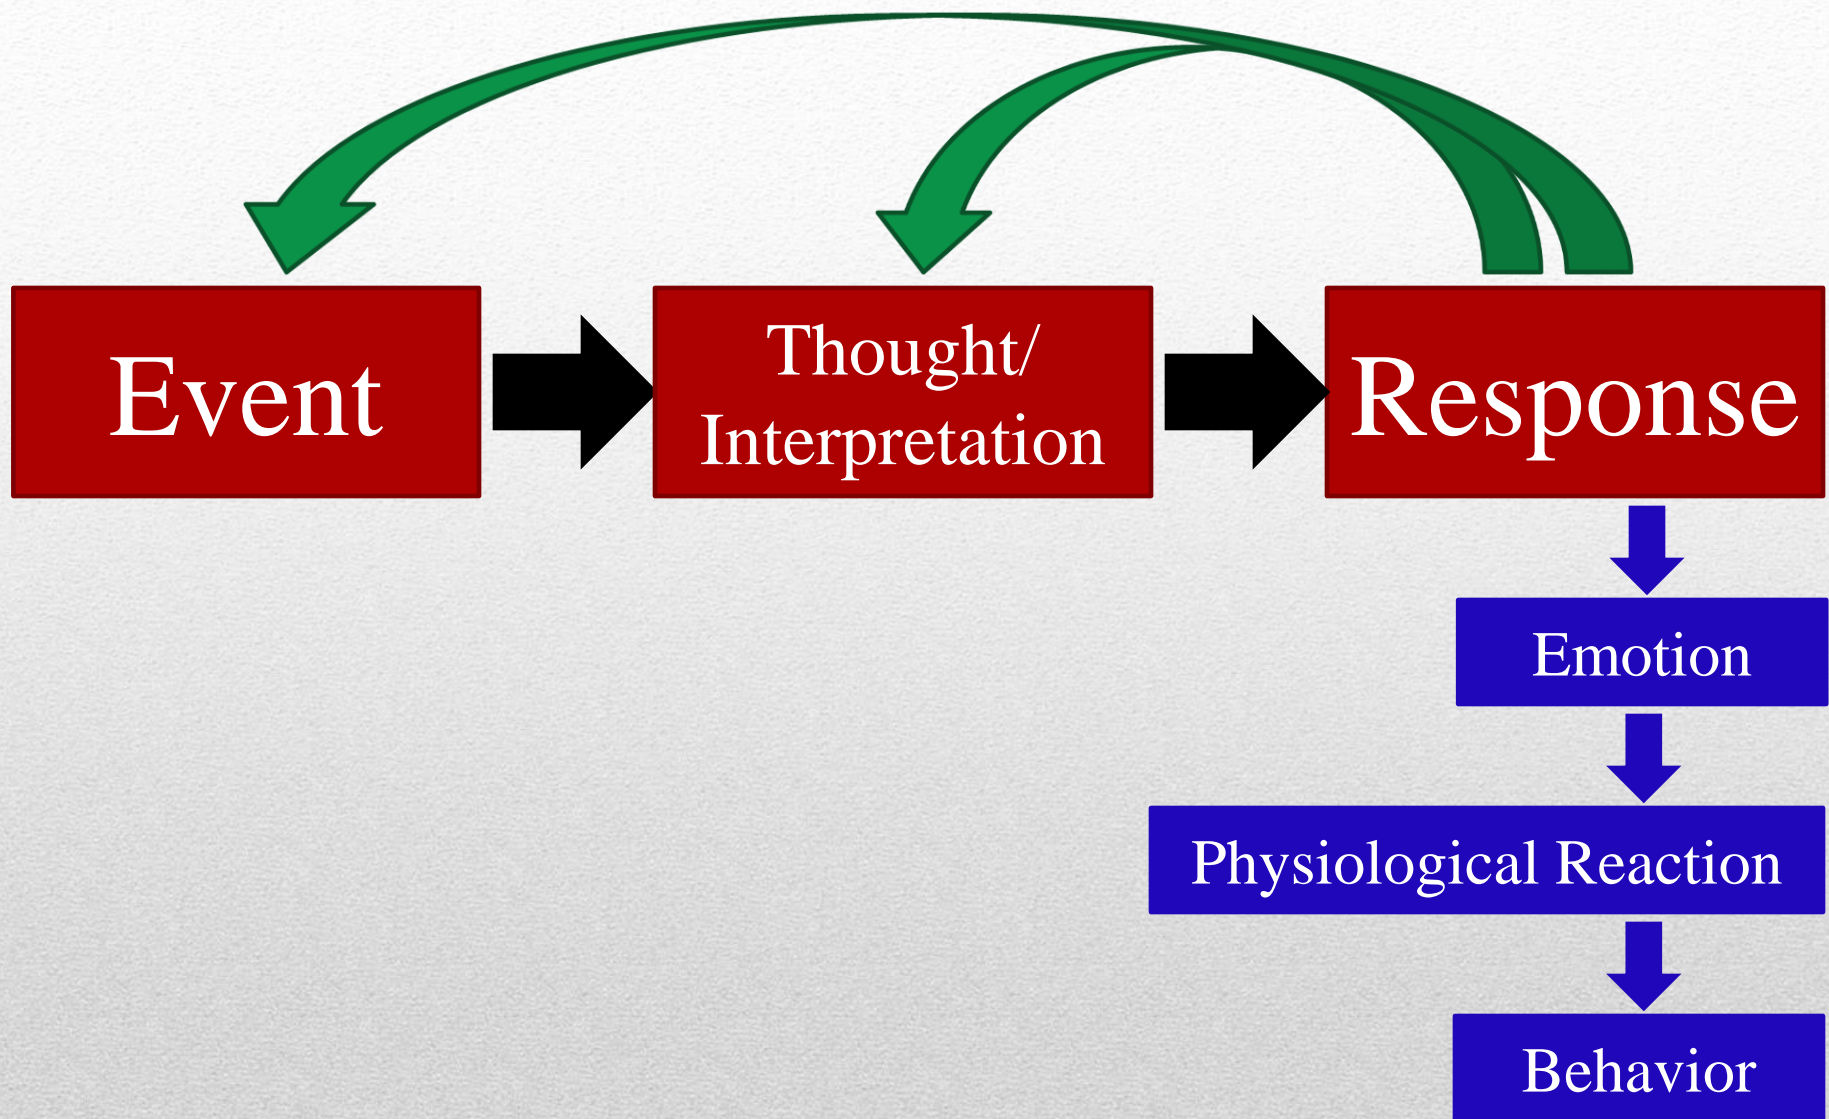 Event
Thought/
Interpretation
Response
Emotion
Physiological Reaction
Behavior